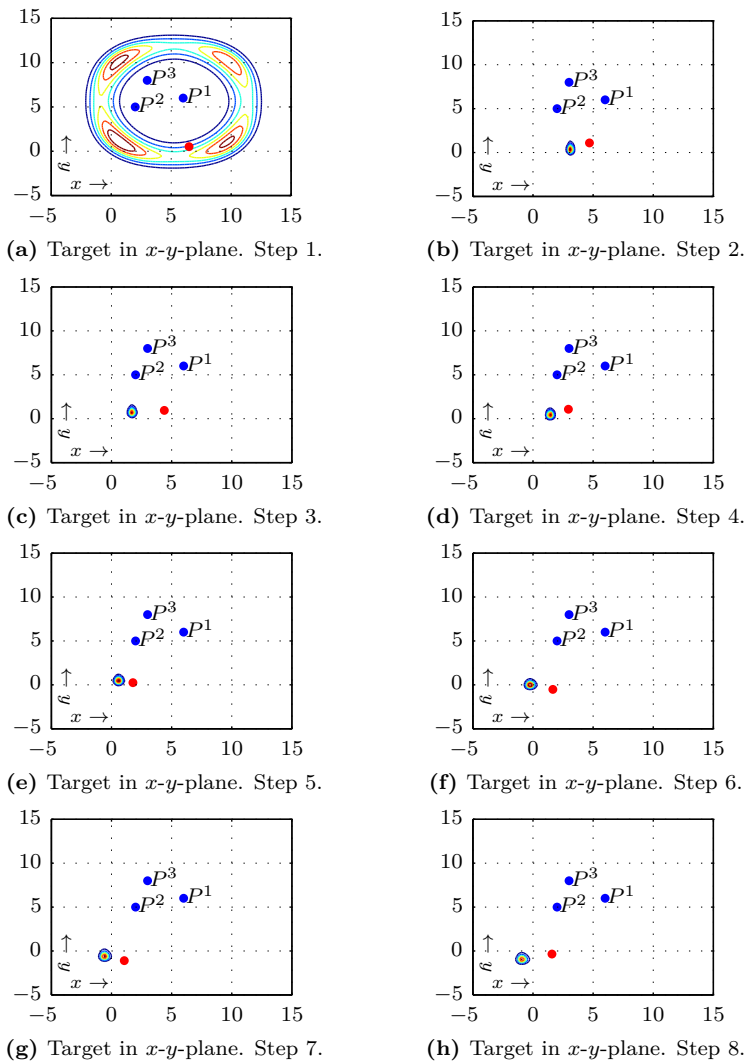 15
10
5
0
−5
−5 0 5 10 15
P³
P²
P¹
y →
x →
(a) Target in x-y-plane. Step 1.
15
10
5
0
−5
−5 0 5 10 15
P³
P²
P¹
y →
x →
(b) Target in x-y-plane. Step 2.
15
10
5
0
−5
−5 0 5 10 15
P³
P²
P¹
y →
x →
(c) Target in x-y-plane. Step 3.
15
10
5
0
−5
−5 0 5 10 15
P³
P²
P¹
y →
x →
(d) Target in x-y-plane. Step 4.
15
10
5
0
−5
−5 0 5 10 15
P³
P²
P¹
y →
x →
(e) Target in x-y-plane. Step 5.
15
10
5
0
−5
−5 0 5 10 15
P³
P²
P¹
y →
x →
(f) Target in x-y-plane. Step 6.
15
10
5
0
−5
−5 0 5 10 15
P³
P²
P¹
y →
x →
(g) Target in x-y-plane. Step 7.
15
10
5
0
−5
−5 0 5 10 15
P³
P²
P¹
y →
x →
(h) Target in x-y-plane. Step 8.